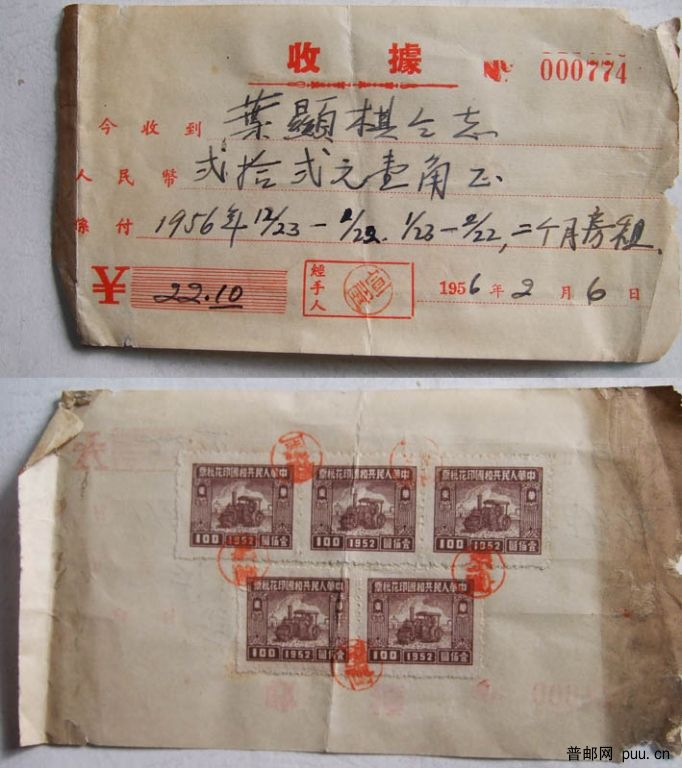 收據
№ 000774
今收到 葉顯棋仝志
人民幣 弍拾弍元壹角正
係付 1956年12/23-1/22. 1/23-2/22,二个月房租.
¥ 22.10 經手人 1956年2月6日
中華人民共和國印花稅票 中華人民共和國印花稅票 中華人民共和國印花稅票
100 1952 壹佰圓 100 1952 壹佰圓 100 1952 壹佰圓
中華人民共和國印花稅票 中華人民共和國印花稅票
100 1952 壹佰圓 100 1952 壹佰圓
普邮网 puu.cn